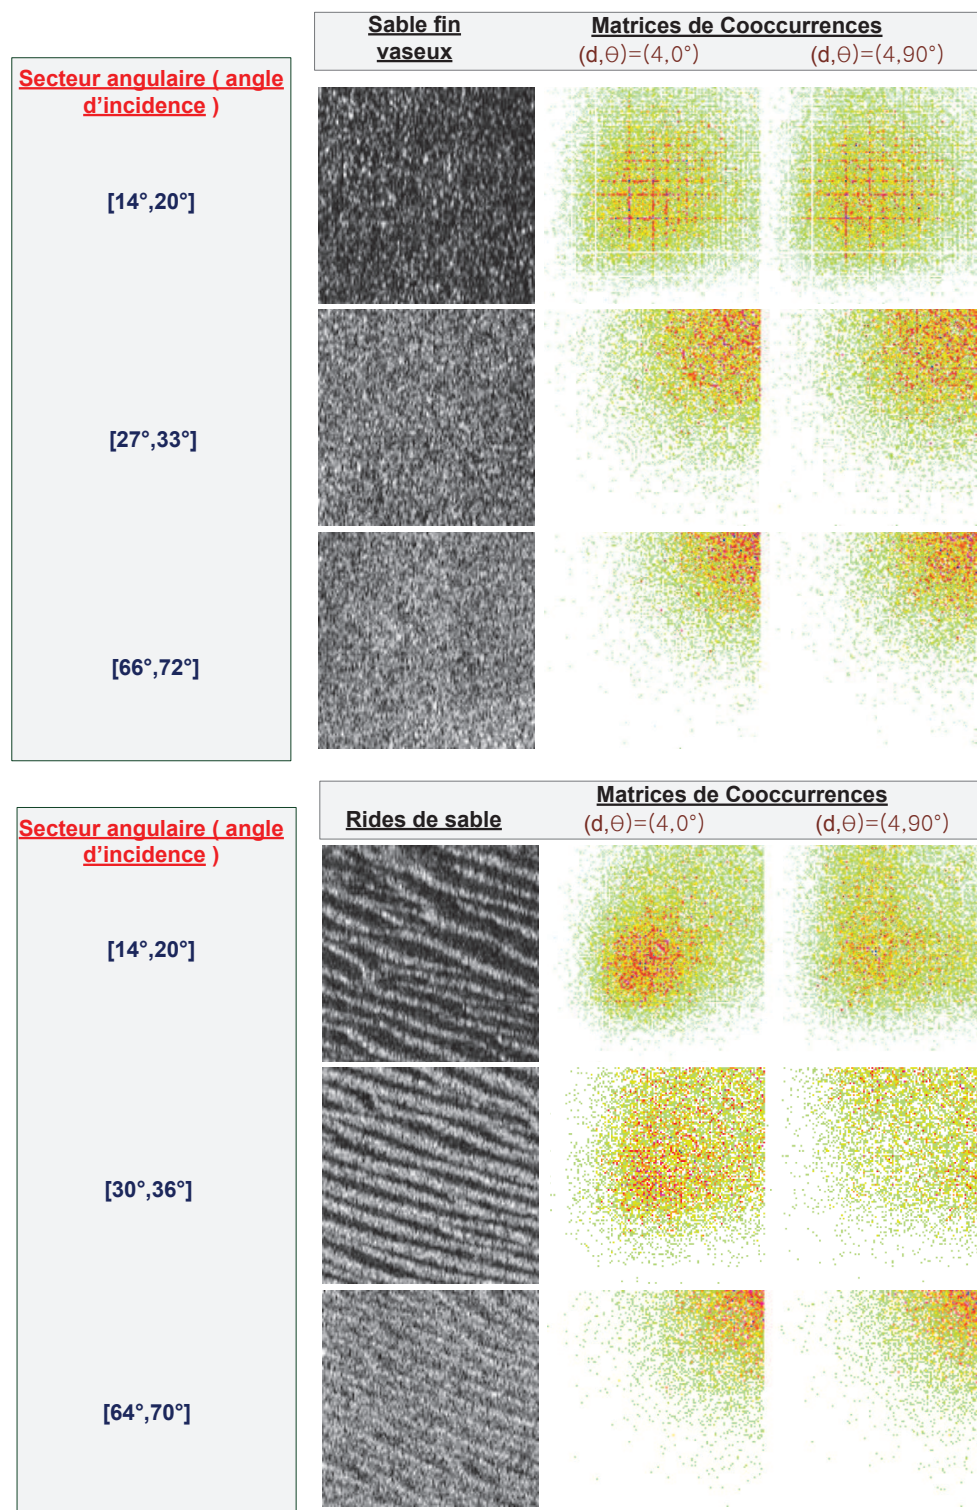 Sable fin
vaseux
Matrices de Cooccurrences
(d,Θ)=(4,0°)
(d,Θ)=(4,90°)
Secteur angulaire ( angle
d'incidence )
[14°,20°]
[27°,33°]
[66°,72°]
Rides de sable
Matrices de Cooccurrences
(d,Θ)=(4,0°)
(d,Θ)=(4,90°)
Secteur angulaire ( angle
d'incidence )
[14°,20°]
[30°,36°]
[64°,70°]